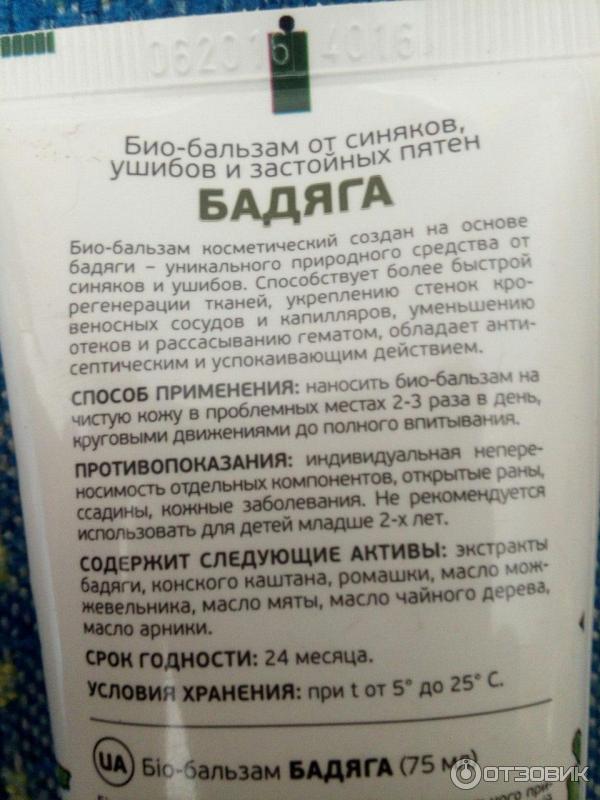 062015 4016
Био-бальзам от синяков,
ушибов и застойных пятен
БАДЯГА
Био-бальзам косметический создан на основе
бадяги – уникального природного средства от
синяков и ушибов. Способствует более быстрой
регенерации тканей, укреплению стенок кро-
веносных сосудов и капилляров, уменьшению
отеков и рассасыванию гематом, обладает анти-
септическим и успокаивающим действием.
СПОСОБ ПРИМЕНЕНИЯ: наносить био-бальзам на
чистую кожу в проблемных местах 2-3 раза в день,
круговыми движениями до полного впитывания.
ПРОТИВОПОКАЗАНИЯ: индивидуальная непере-
носимость отдельных компонентов, открытые раны,
ссадины, кожные заболевания. Не рекомендуется
использовать для детей младше 2-х лет.
СОДЕРЖИТ СЛЕДУЮЩИЕ АКТИВЫ: экстракты
бадяги, конского каштана, ромашки, масло мож-
жевельника, масло мяты, масло чайного дерева,
масло арники.
СРОК ГОДНОСТИ: 24 месяца.
УСЛОВИЯ ХРАНЕНИЯ: при t от 5° до 25° С.
UA Біо-бальзам БАДЯГА (75 мл)
ОТЗОВИК